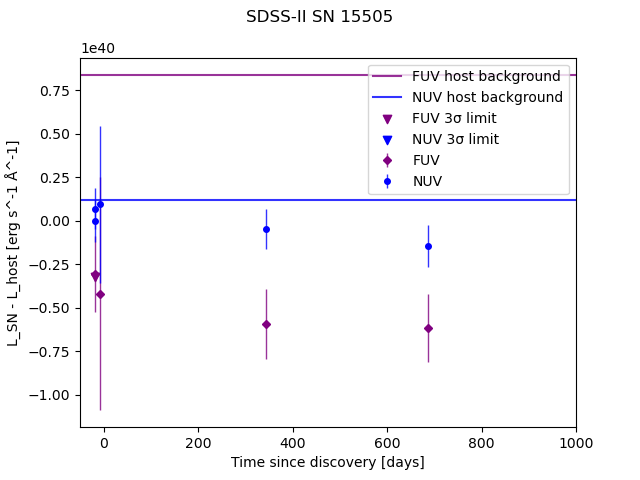 SDSS-II SN 15505
1e40
FUV host background
NUV host background
FUV 3σ limit
NUV 3σ limit
FUV
NUV
0.75
0.50
0.25
0.00
−0.25
−0.50
−0.75
−1.00
L_SN - L_host [erg s^-1 Å^-1]
0
200
400
600
800
1000
Time since discovery [days]